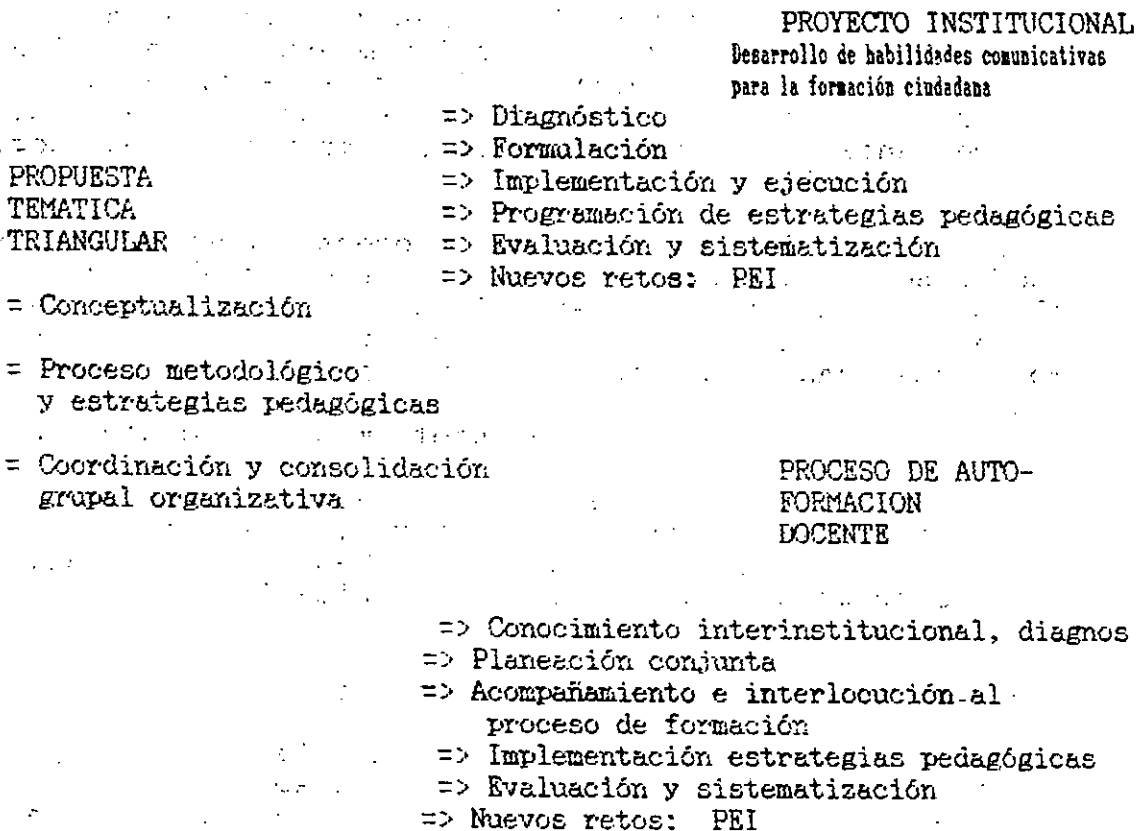 PROYECTO INSTITUCIONAL
Desarrollo de habilidades comunicativas
para la formación ciudadana
=> Diagnóstico
=> Formulación
PROPUESTA => Implementación y ejecución
TEMATICA => Programación de estrategias pedagógicas
TRIANGULAR => Evaluación y sistematización
=> Nuevos retos: PEI
= Conceptualización
= Proceso metodológico
y estrategias pedagógicas
= Coordinación y consolidación
grupal organizativa
PROCESO DE AUTO-
FORMACION
DOCENTE
=> Conocimiento interinstitucional, diagnos
=> Planeación conjunta
=> Acompañamiento e interlocución al
proceso de formación
=> Implementación estrategias pedagógicas
=> Evaluación y sistematización
=> Nuevos retos: PEI